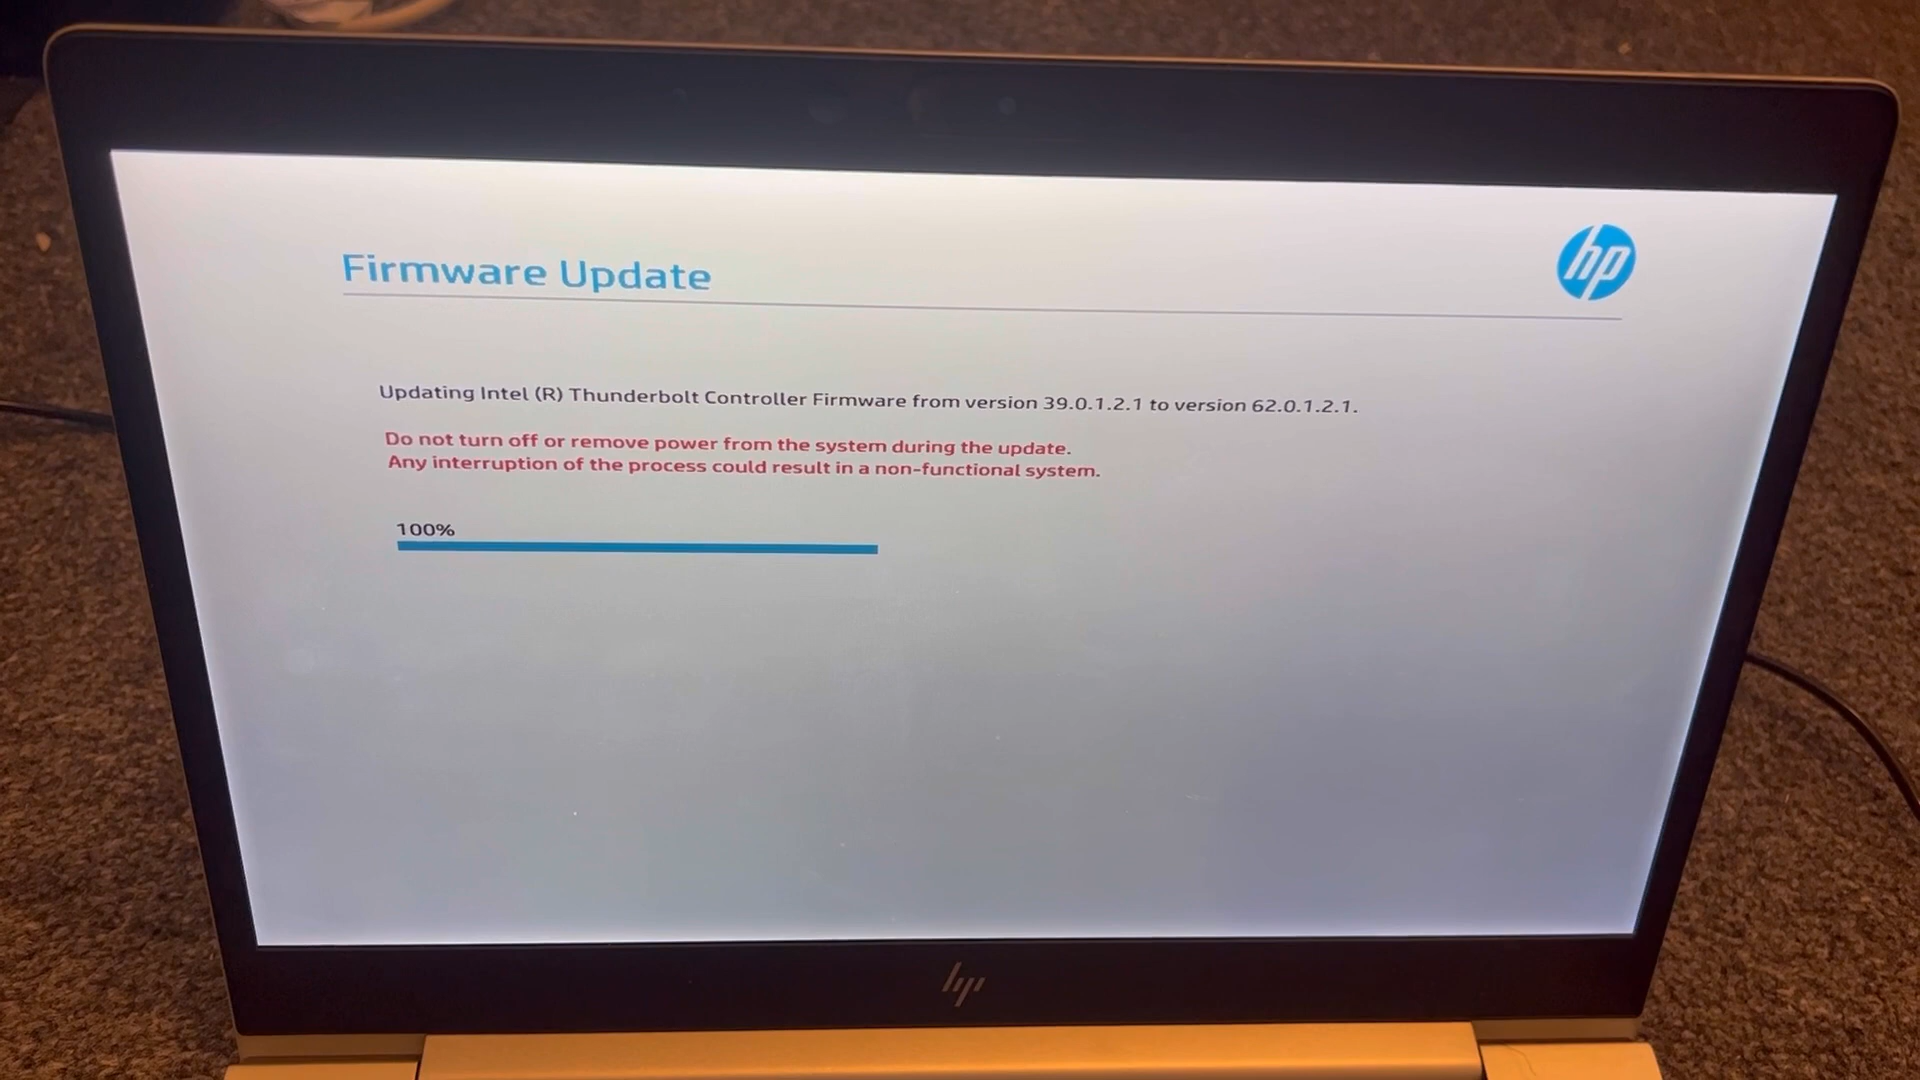 Firmware Update
hp
Updating Intel (R) Thunderbolt Controller Firmware from version 39.0.1.2.1 to version 62.0.1.2.1.
Do not turn off or remove power from the system during the update.
Any interruption of the process could result in a non-functional system.
100%
hp